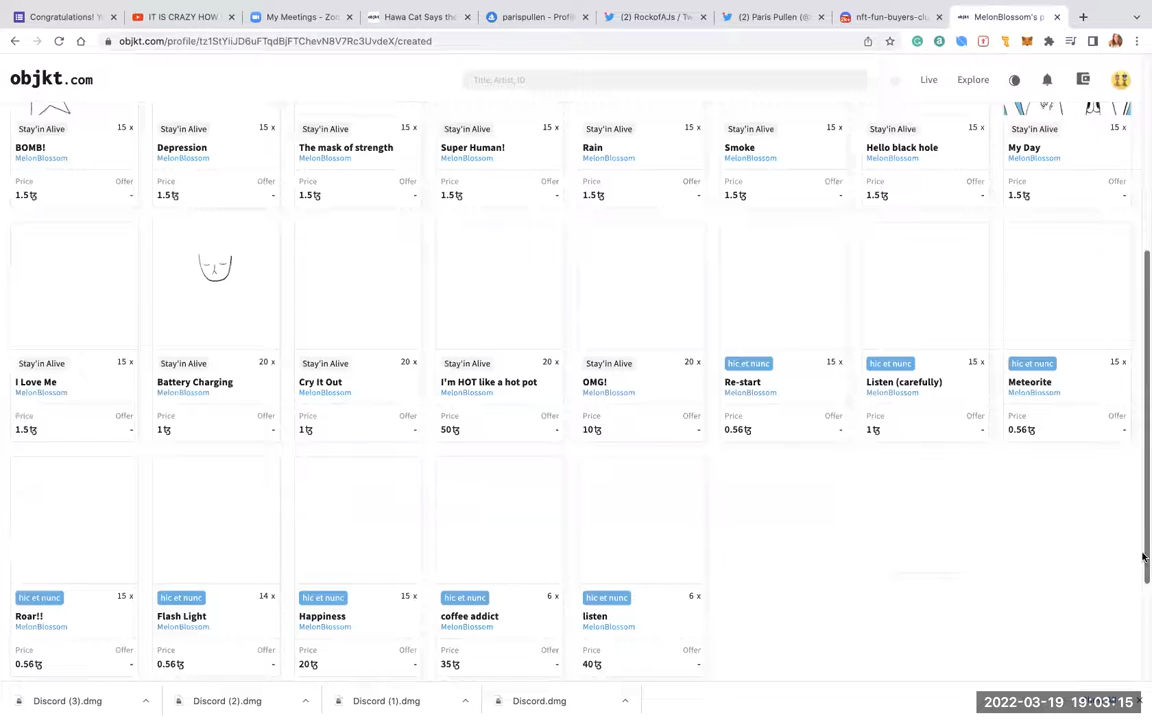 Congratulations! Y
IT IS CRAZY HOW
My Meetings - Zoo
Hawa Cat Says the
parispullen - Profil
(2) RockofAJs / Tw
(2) Paris Pullen (@
nft-fun-buyers-clu
MelonBlossom's p
objkt.com/profile/tz1StYiiJD6uFTqdBjFTChevN8V7Rc3UvdeX/created
objkt.com
Title, Artist, ID
Live Explore
Stay'in Alive 15 x Stay'in Alive 15 x Stay'in Alive 15 x Stay'in Alive 15 x Stay'in Alive 15 x Stay'in Alive 15 x Stay'in Alive 15 x Stay'in Alive 15 x
BOMB! Depression The mask of strength Super Human! Rain Smoke Hello black hole My Day
MelonBlossom MelonBlossom MelonBlossom MelonBlossom MelonBlossom MelonBlossom MelonBlossom MelonBlossom
Price Offer Price Offer Price Offer Price Offer Price Offer Price Offer Price Offer Price Offer
1.5ꜩ - 1.5ꜩ - 1.5ꜩ - 1.5ꜩ - 1.5ꜩ - 1.5ꜩ - 1.5ꜩ - 1.5ꜩ -
Stay'in Alive 15 x Stay'in Alive 20 x Stay'in Alive 20 x Stay'in Alive 20 x Stay'in Alive 20 x hic et nunc 15 x hic et nunc 15 x hic et nunc 15 x
I Love Me Battery Charging Cry It Out I'm HOT like a hot pot OMG! Re-start Listen (carefully) Meteorite
MelonBlossom MelonBlossom MelonBlossom MelonBlossom MelonBlossom MelonBlossom MelonBlossom MelonBlossom
Price Offer Price Offer Price Offer Price Offer Price Offer Price Offer Price Offer Price Offer
1.5ꜩ - 1ꜩ - 1ꜩ - 50ꜩ - 10ꜩ - 0.56ꜩ - 1ꜩ - 0.56ꜩ -
hic et nunc 15 x hic et nunc 14 x hic et nunc 15 x hic et nunc 6 x hic et nunc 6 x
Roar!! Flash Light Happiness coffee addict listen
MelonBlossom MelonBlossom MelonBlossom MelonBlossom MelonBlossom
Price Offer Price Offer Price Offer Price Offer Price Offer
0.56ꜩ - 0.56ꜩ - 20ꜩ - 35ꜩ - 40ꜩ -
Discord (3).dmg Discord (2).dmg Discord (1).dmg Discord.dmg
2022-03-19 19:03:15